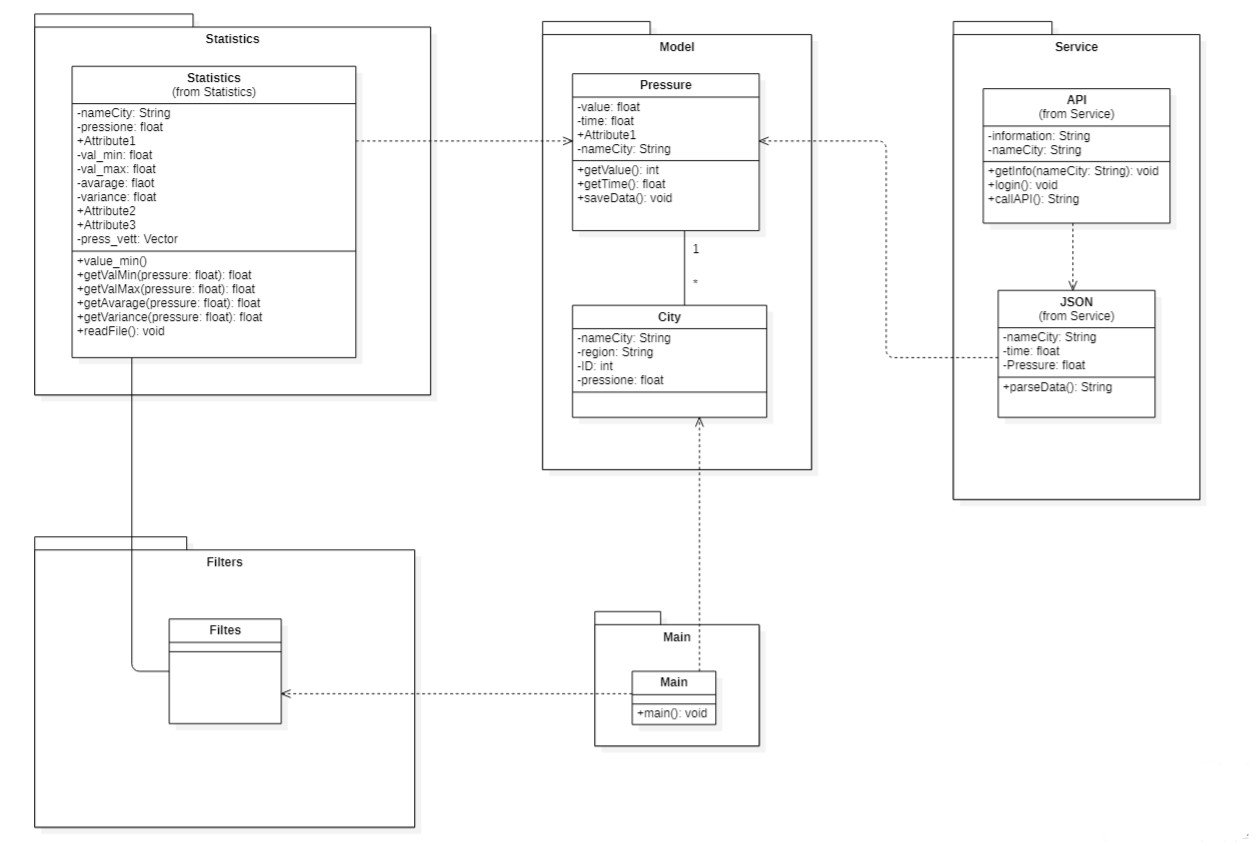 Statistics
Statistics
(from Statistics)
-nameCity: String
-pressione: float
+Attribute1
-val_min: float
-val_max: float
-avarage: flaot
-variance: float
+Attribute2
+Attribute3
-press_vett: Vector
+value_min()
+getValMin(pressure: float): float
+getValMax(pressure: float): float
+getAvarage(pressure: float): float
+getVariance(pressure: float): float
+readFile(): void
Model
Pressure
-value: float
-time: float
+Attribute1
-nameCity: String
+getValue(): int
+getTime(): float
+saveData(): void
1
*
City
-nameCity: String
-region: String
-ID: int
-pressione: float
Service
API
(from Service)
-information: String
-nameCity: String
+getInfo(nameCity: String): void
+login(): void
+callAPI(): String
JSON
(from Service)
-nameCity: String
-time: float
-Pressure: float
+parseData(): String
Filters
Filtes
Main
Main
+main(): void